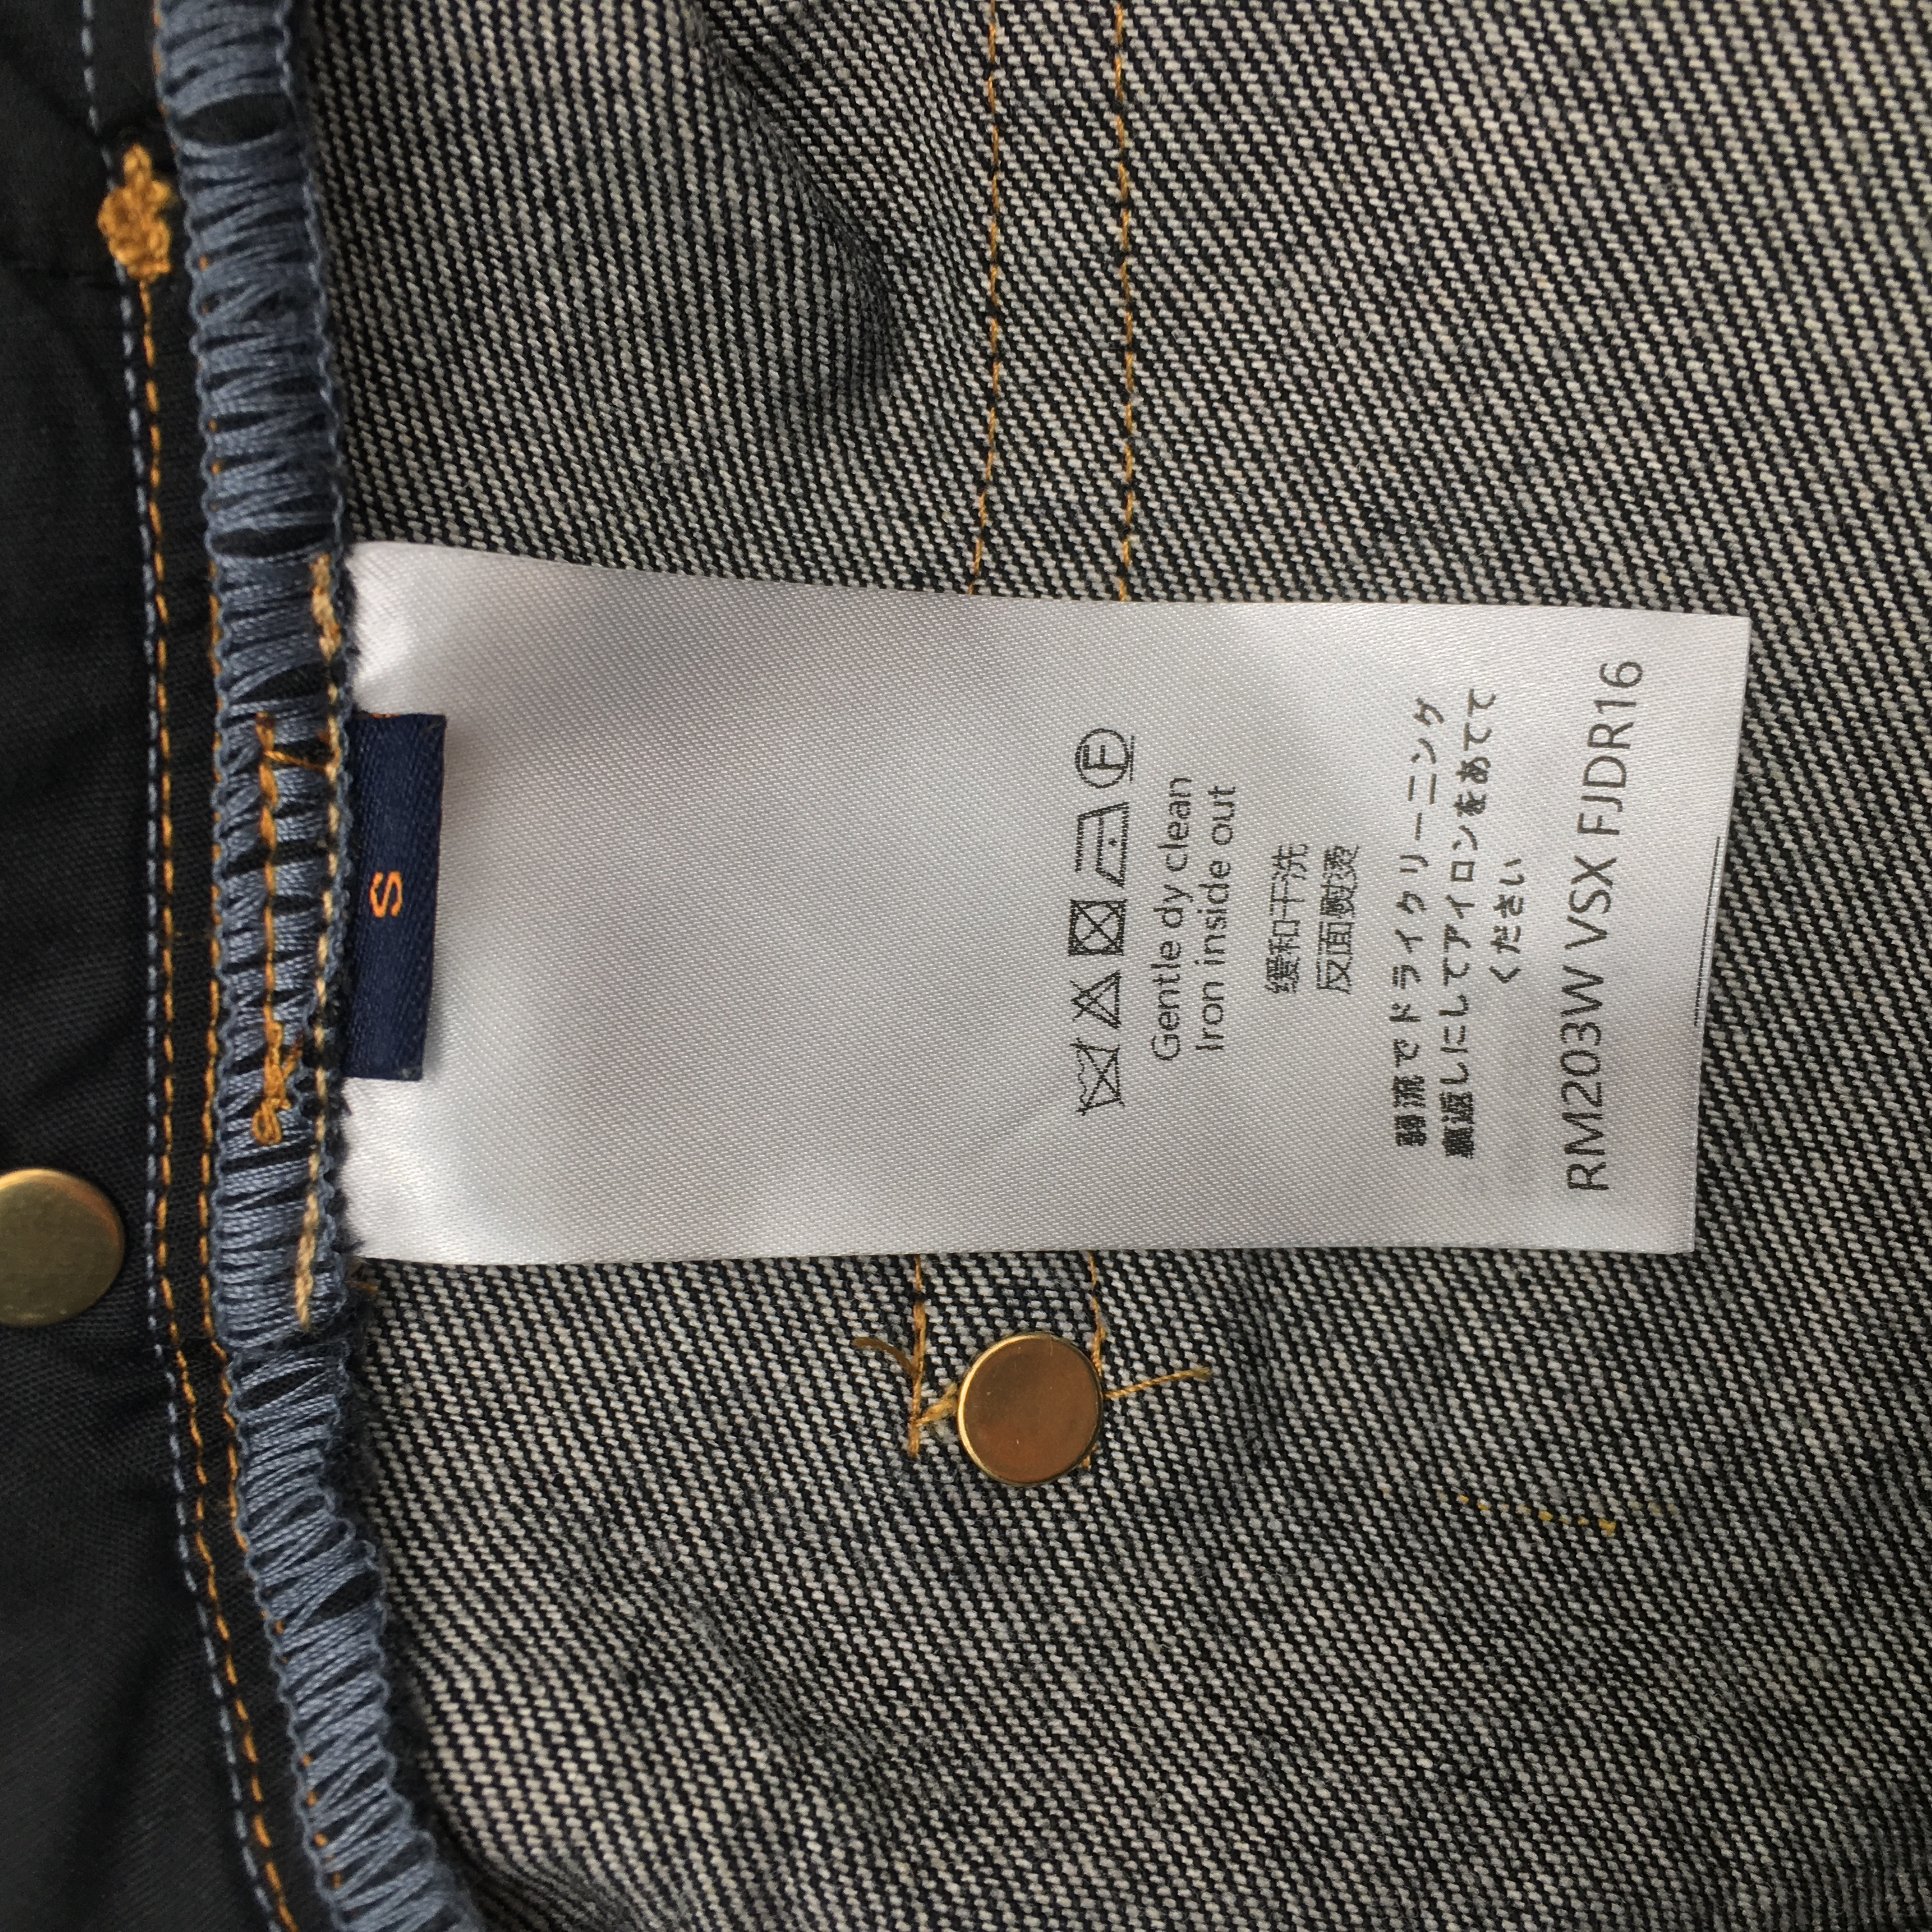 S
F
Gentle dy clean
Iron inside out
缓和干洗
反面熨烫
弱流でドライクリーニング
裏返しにしてアイロンをあてて
ください
RM203W VSX FJDR16